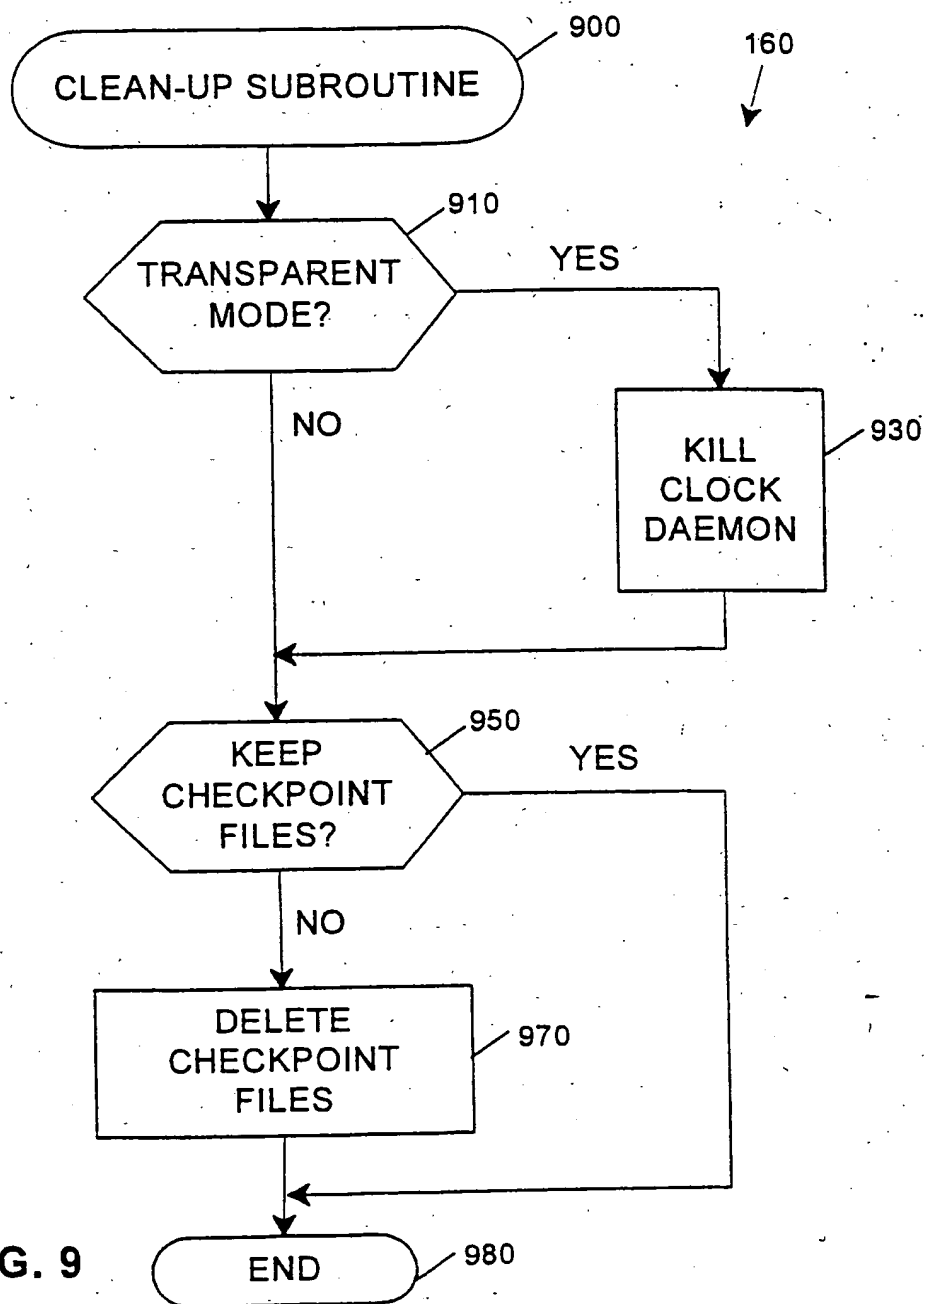 900
160
CLEAN-UP SUBROUTINE
910
TRANSPARENT
MODE?
YES
NO
930
KILL
CLOCK
DAEMON
950
KEEP
CHECKPOINT
FILES?
YES
NO
DELETE
CHECKPOINT
FILES
970
G. 9
END
980